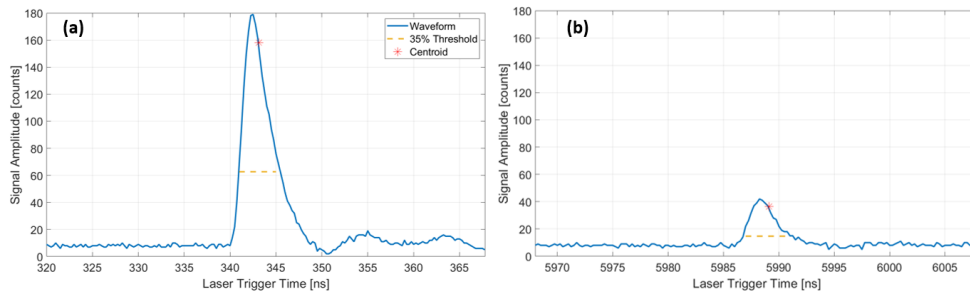 (a)
Waveform
35% Threshold
Centroid
Signal Amplitude [counts]
180
160
140
120
100
80
60
40
20
0
320 325 330 335 340 345 350 355 360 365
Laser Trigger Time [ns]
(b)
Signal Amplitude [counts]
180
160
140
120
100
80
60
40
20
0
5970 5975 5980 5985 5990 5995 6000 6005
Laser Trigger Time [ns]